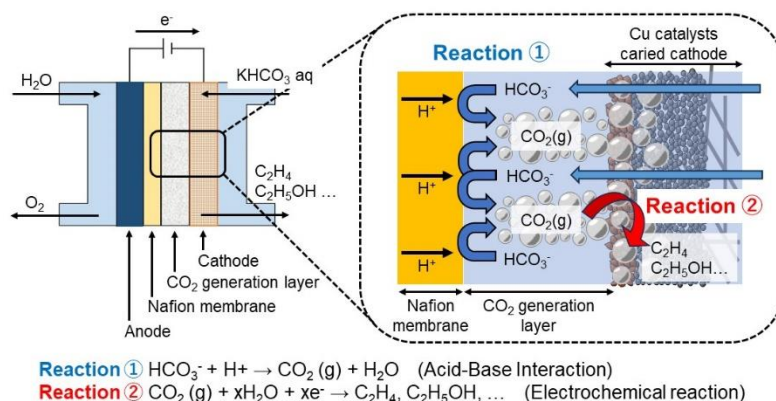 e-
H₂O
KHCO₃ aq
O₂
C₂H₄
C₂H₅OH ...
Cathode
CO₂ generation layer
Nafion membrane
Anode
Reaction ①
Cu catalysts
caried cathode
HCO₃⁻
H⁺
CO₂(g)
H⁺
HCO₃⁻
Reaction ②
CO₂(g)
H⁺
HCO₃⁻
C₂H₄
C₂H₅OH...
Nafion
membrane
CO₂ generation
layer
Reaction ① HCO₃⁻ + H+ → CO₂ (g) + H₂O (Acid-Base Interaction)
Reaction ② CO₂ (g) + xH₂O + xe⁻ → C₂H₄, C₂H₅OH, ... (Electrochemical reaction)